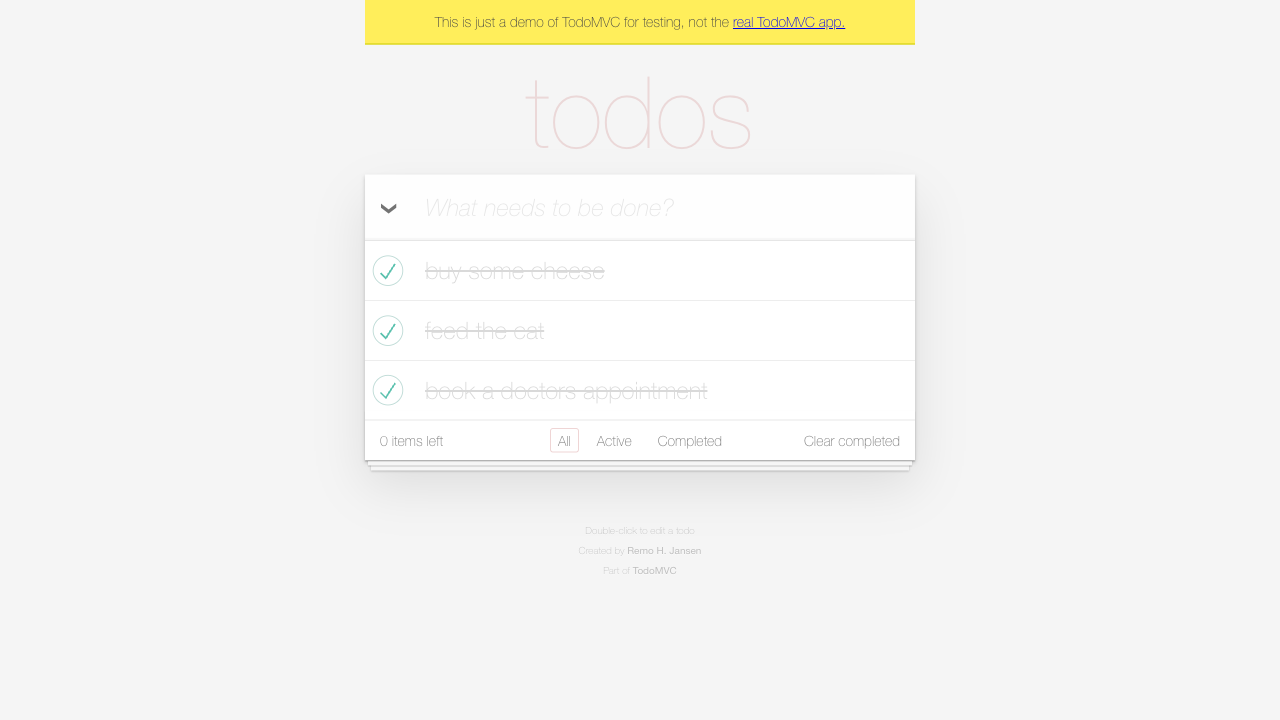 This is just a demo of TodoMVC for testing, not the real TodoMVC app.
todos
What needs to be done?
buy some cheese
feed the cat
book a doctors appointment
0 items left All Active Completed Clear completed
Double-click to edit a todo
Created by Remo H. Jansen
Part of TodoMVC